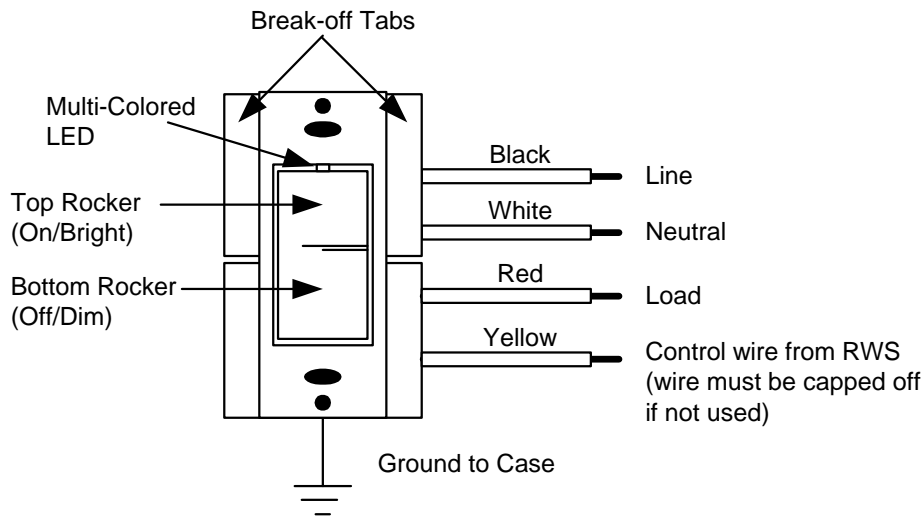 Break-off Tabs
Multi-Colored
LED
Top Rocker
(On/Bright)
Bottom Rocker
(Off/Dim)
Black
Line
White
Neutral
Red
Load
Yellow
Control wire from RWS
(wire must be capped off
if not used)
Ground to Case